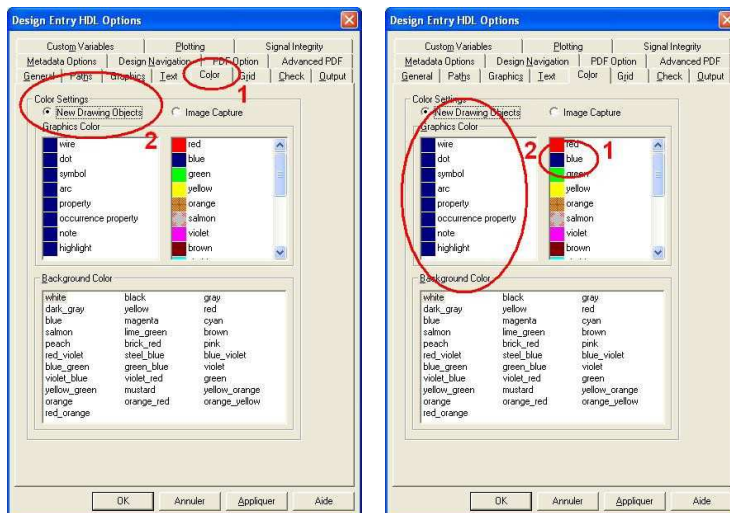 Design Entry HDL Options
Custom Variables Plotting Signal Integrity
Metadata Options Design Navigation PDF Option Advanced PDF
General Paths Graphics Text Color Grid Check Output
1
Color Settings
New Drawing Objects Image Capture
2
Graphics Color
wire red
dot blue
symbol green
arc yellow
property orange
occurrence property salmon
note violet
highlight brown
Background Color
white black gray
dark_gray yellow red
blue magenta cyan
salmon lime_green brown
peach brick_red pink
red_violet steel_blue blue_violet
blue_green green_blue violet
violet_blue violet_red green
yellow_green mustard yellow_orange
orange orange_red orange_yellow
red_orange
OK Annuler Appliquer Aide
Design Entry HDL Options
Custom Variables Plotting Signal Integrity
Metadata Options Design Navigation PDF Option Advanced PDF
General Paths Graphics Text Color Grid Check Output
Color Settings
New Drawing Objects Image Capture
Graphics Color
wire 2 red 1
dot blue
symbol green
arc yellow
property orange
occurrence property salmon
note violet
highlight brown
Background Color
white black gray
dark_gray yellow red
blue magenta cyan
salmon lime_green brown
peach brick_red pink
red_violet steel_blue blue_violet
blue_green green_blue violet
violet_blue violet_red green
yellow_green mustard yellow_orange
orange orange_red orange_yellow
red_orange
OK Annuler Appliquer Aide